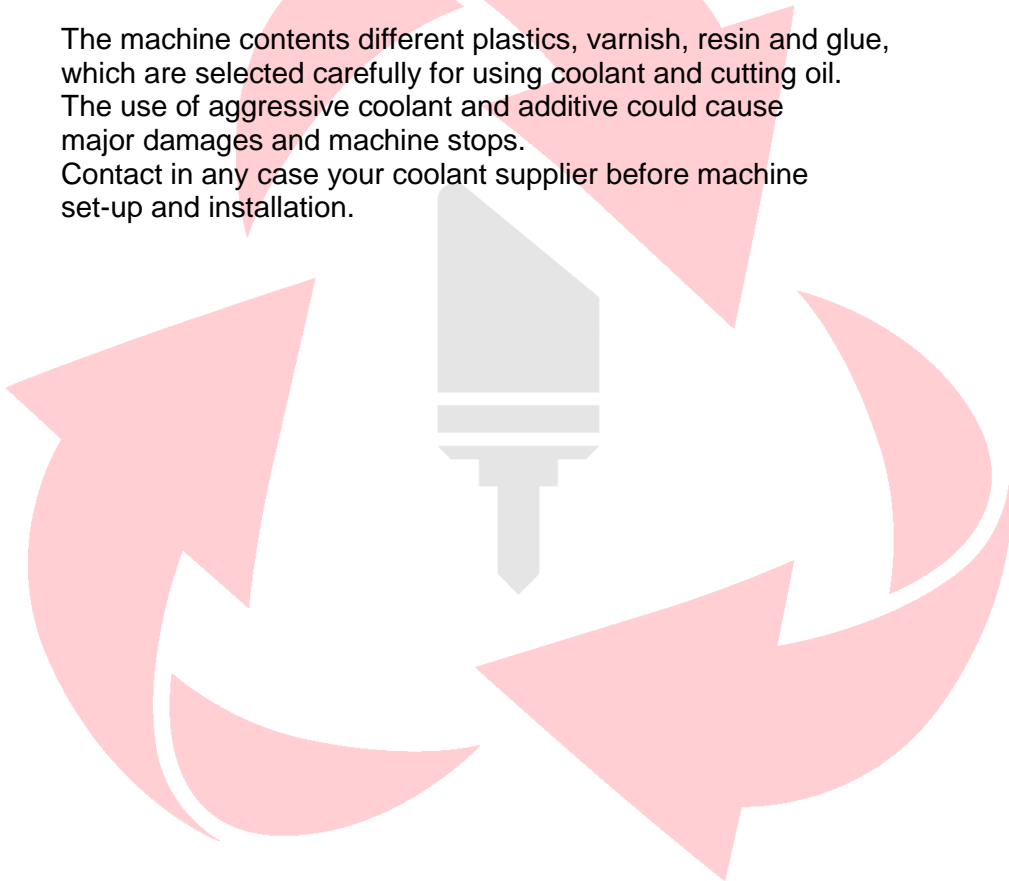 The machine contents different plastics, varnish, resin and glue,
which are selected carefully for using coolant and cutting oil.
The use of aggressive coolant and additive could cause
major damages and machine stops.
Contact in any case your coolant supplier before machine
set-up and installation.